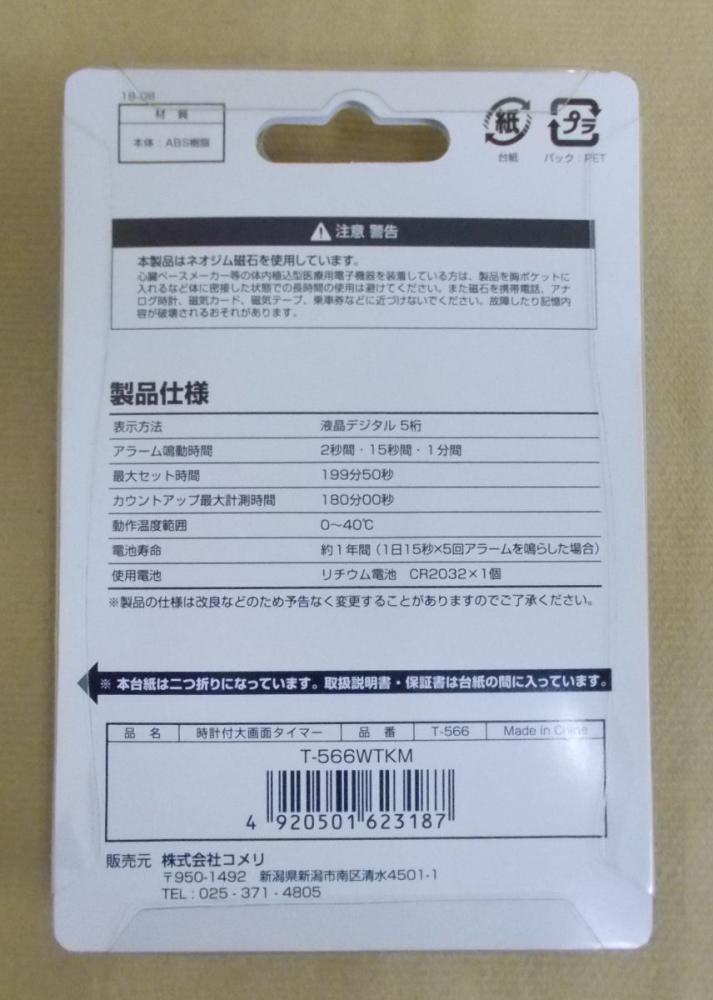 18-08
材 質
本体：ABS樹脂
紙
台紙
プラ
パック：PET
注意 警告
本製品はネオジム磁石を使用しています。
心臓ペースメーカー等の体内植込型医療用電子機器を装着している方は、製品を胸ポケットに
入れるなど体に密接した状態での長時間の使用は避けてください。また磁石を携帯電話、アナ
ログ時計、磁気カード、磁気テープ、乗車券などに近づけないでください。故障したり記憶内
容が破壊されるおそれがあります。
製品仕様
表示方法 液晶デジタル 5桁
アラーム鳴動時間 2秒間・15秒間・1分間
最大セット時間 199分50秒
カウントアップ最大計測時間 180分00秒
動作温度範囲 0〜40℃
電池寿命 約1年間（1日15秒×5回アラームを鳴らした場合）
使用電池 リチウム電池 CR2032×1個
※製品の仕様は改良などのため予告なく変更することがありますのでご了承ください。
※ 本台紙は二つ折りになっています。取扱説明書・保証書は台紙の間に入っています。
品 名 時計付大画面タイマー 品 番 T-566 Made in China
T-566WTKM
4 920501 623187
販売元 株式会社コメリ
〒950-1492 新潟県新潟市南区清水4501-1
TEL：025-371-4805